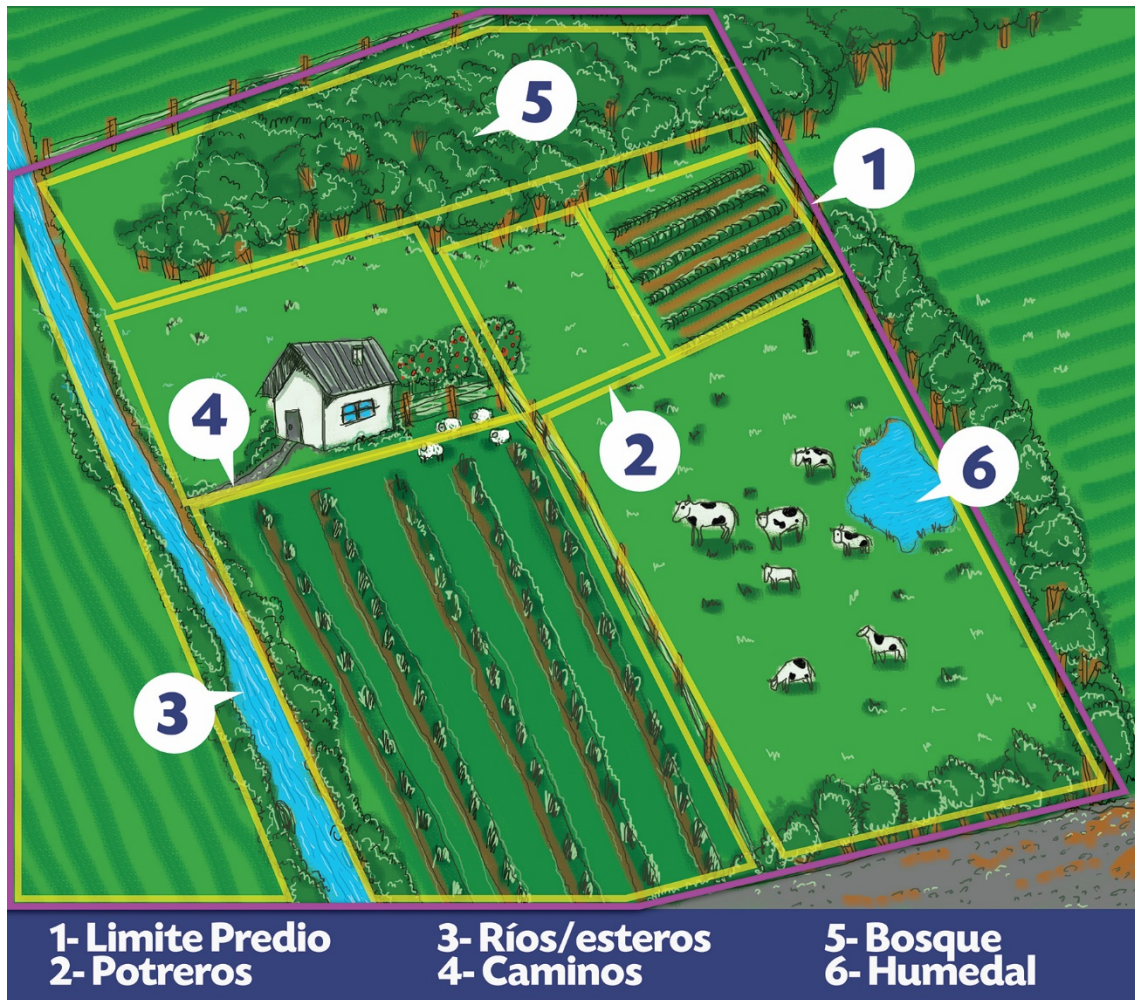 5
1
4
2
6
3
1- Limite Predio
2- Potreros
3- Ríos/esteros
4- Caminos
5- Bosque
6- Humedal